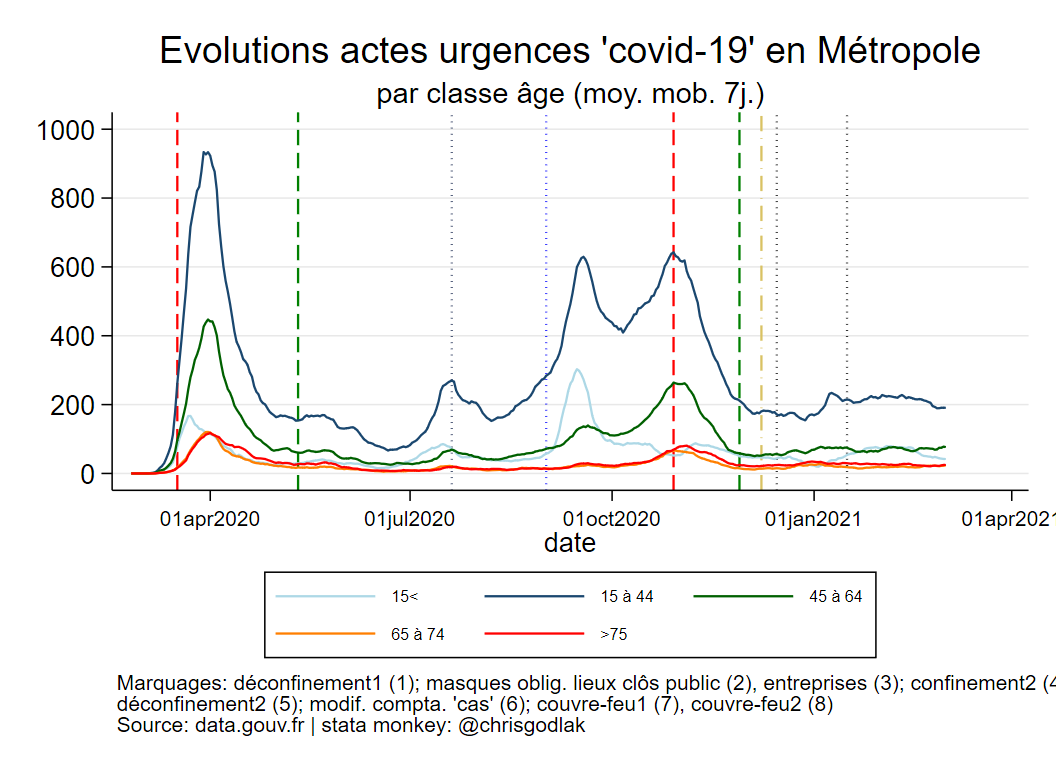 Evolutions actes urgences 'covid-19' en Métropole
par classe âge (moy. mob. 7j.)
1000
800
600
400
200
0
01apr2020 01jul2020 01oct2020 01jan2021 01apr2021
date
15< 15 à 44 45 à 64
65 à 74 >75
Marquages: déconfinement1 (1); masques oblig. lieux clôs public (2), entreprises (3); confinement2 (4
déconfinement2 (5); modif. compta. 'cas' (6); couvre-feu1 (7), couvre-feu2 (8)
Source: data.gouv.fr | stata monkey: @chrisgodlak